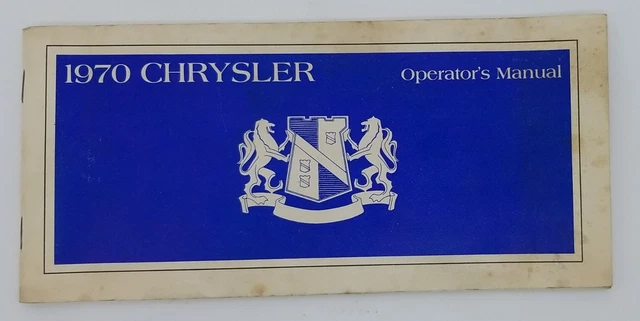 1970 CHRYSLER Operator's Manual